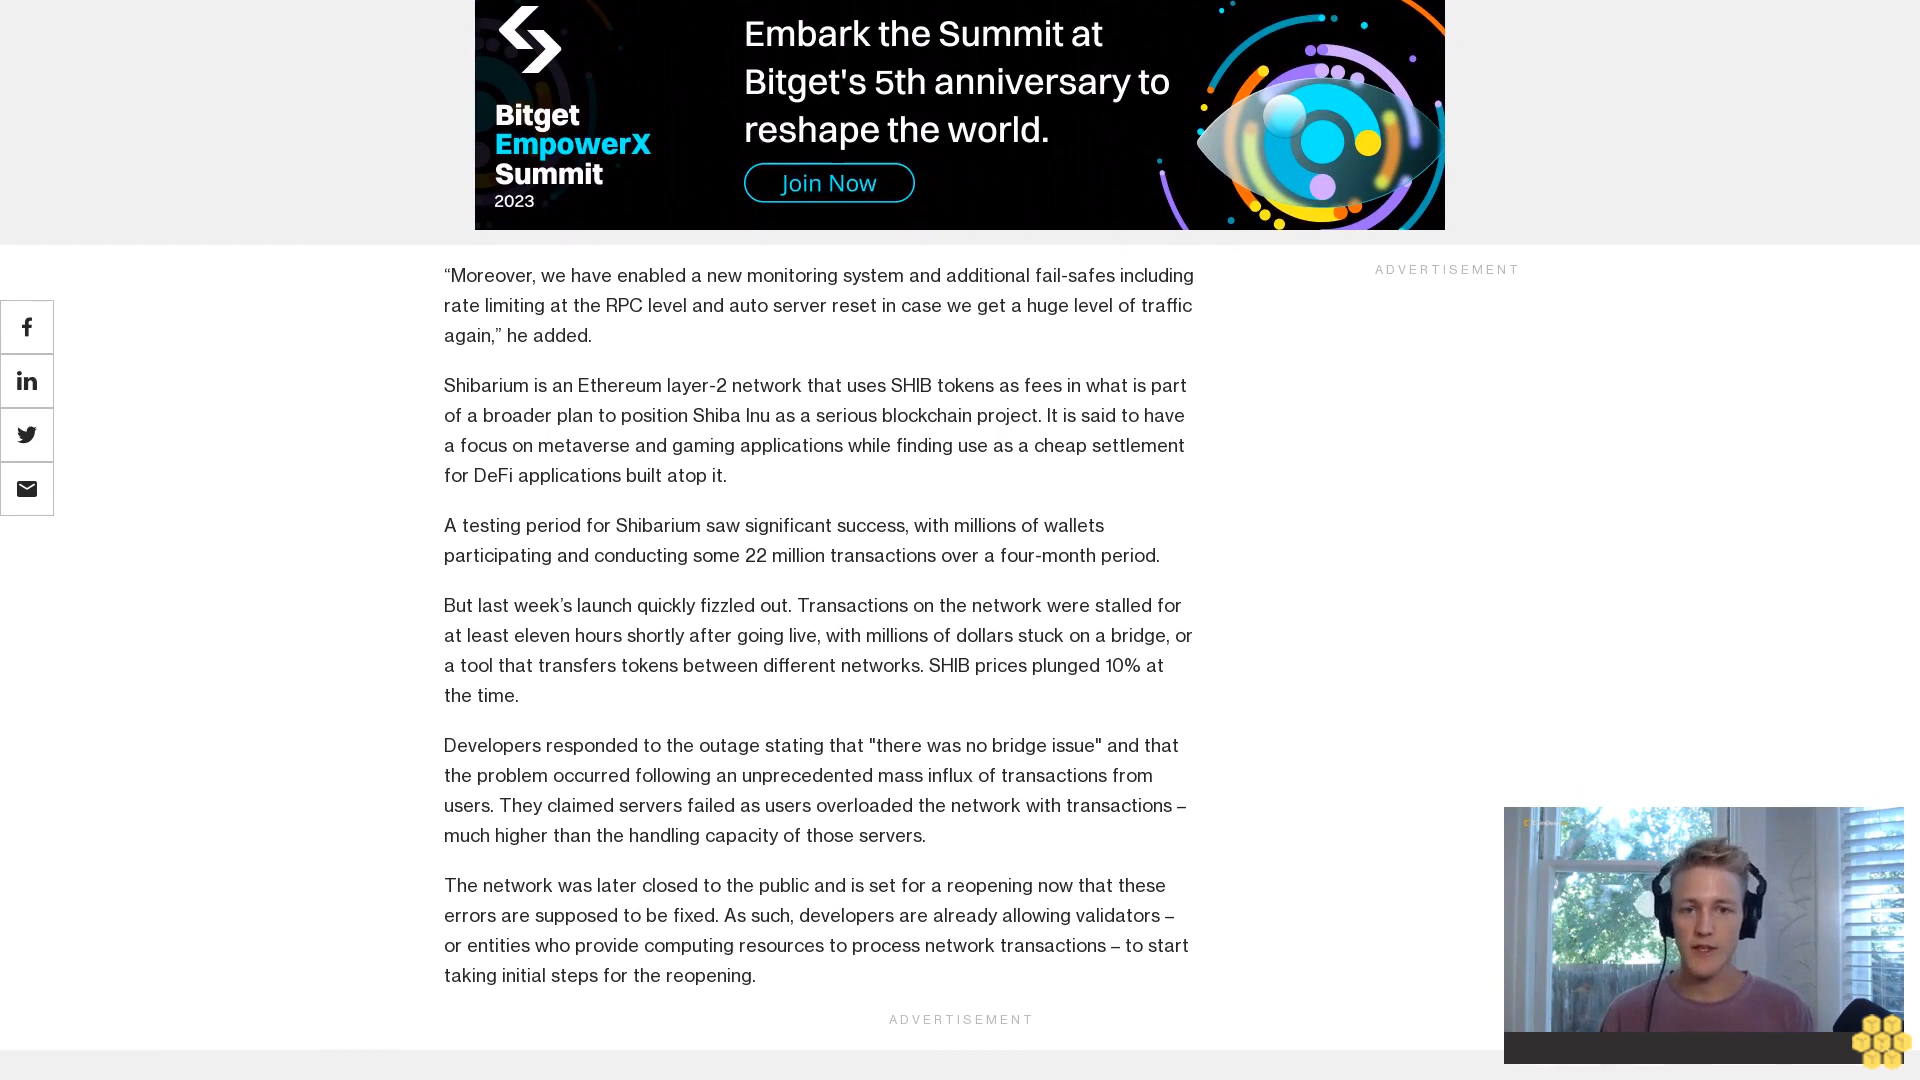 Embark the Summit at
Bitget's 5th anniversary to
reshape the world.
Bitget
EmpowerX
Summit
2023
Join Now
“Moreover, we have enabled a new monitoring system and additional fail-safes including
rate limiting at the RPC level and auto server reset in case we get a huge level of traffic
again,” he added.
ADVERTISEMENT
Shibarium is an Ethereum layer-2 network that uses SHIB tokens as fees in what is part
of a broader plan to position Shiba Inu as a serious blockchain project. It is said to have
a focus on metaverse and gaming applications while finding use as a cheap settlement
for DeFi applications built atop it.
A testing period for Shibarium saw significant success, with millions of wallets
participating and conducting some 22 million transactions over a four-month period.
But last week’s launch quickly fizzled out. Transactions on the network were stalled for
at least eleven hours shortly after going live, with millions of dollars stuck on a bridge, or
a tool that transfers tokens between different networks. SHIB prices plunged 10% at
the time.
Developers responded to the outage stating that "there was no bridge issue" and that
the problem occurred following an unprecedented mass influx of transactions from
users. They claimed servers failed as users overloaded the network with transactions –
much higher than the handling capacity of those servers.
The network was later closed to the public and is set for a reopening now that these
errors are supposed to be fixed. As such, developers are already allowing validators –
or entities who provide computing resources to process network transactions – to start
taking initial steps for the reopening.
ADVERTISEMENT